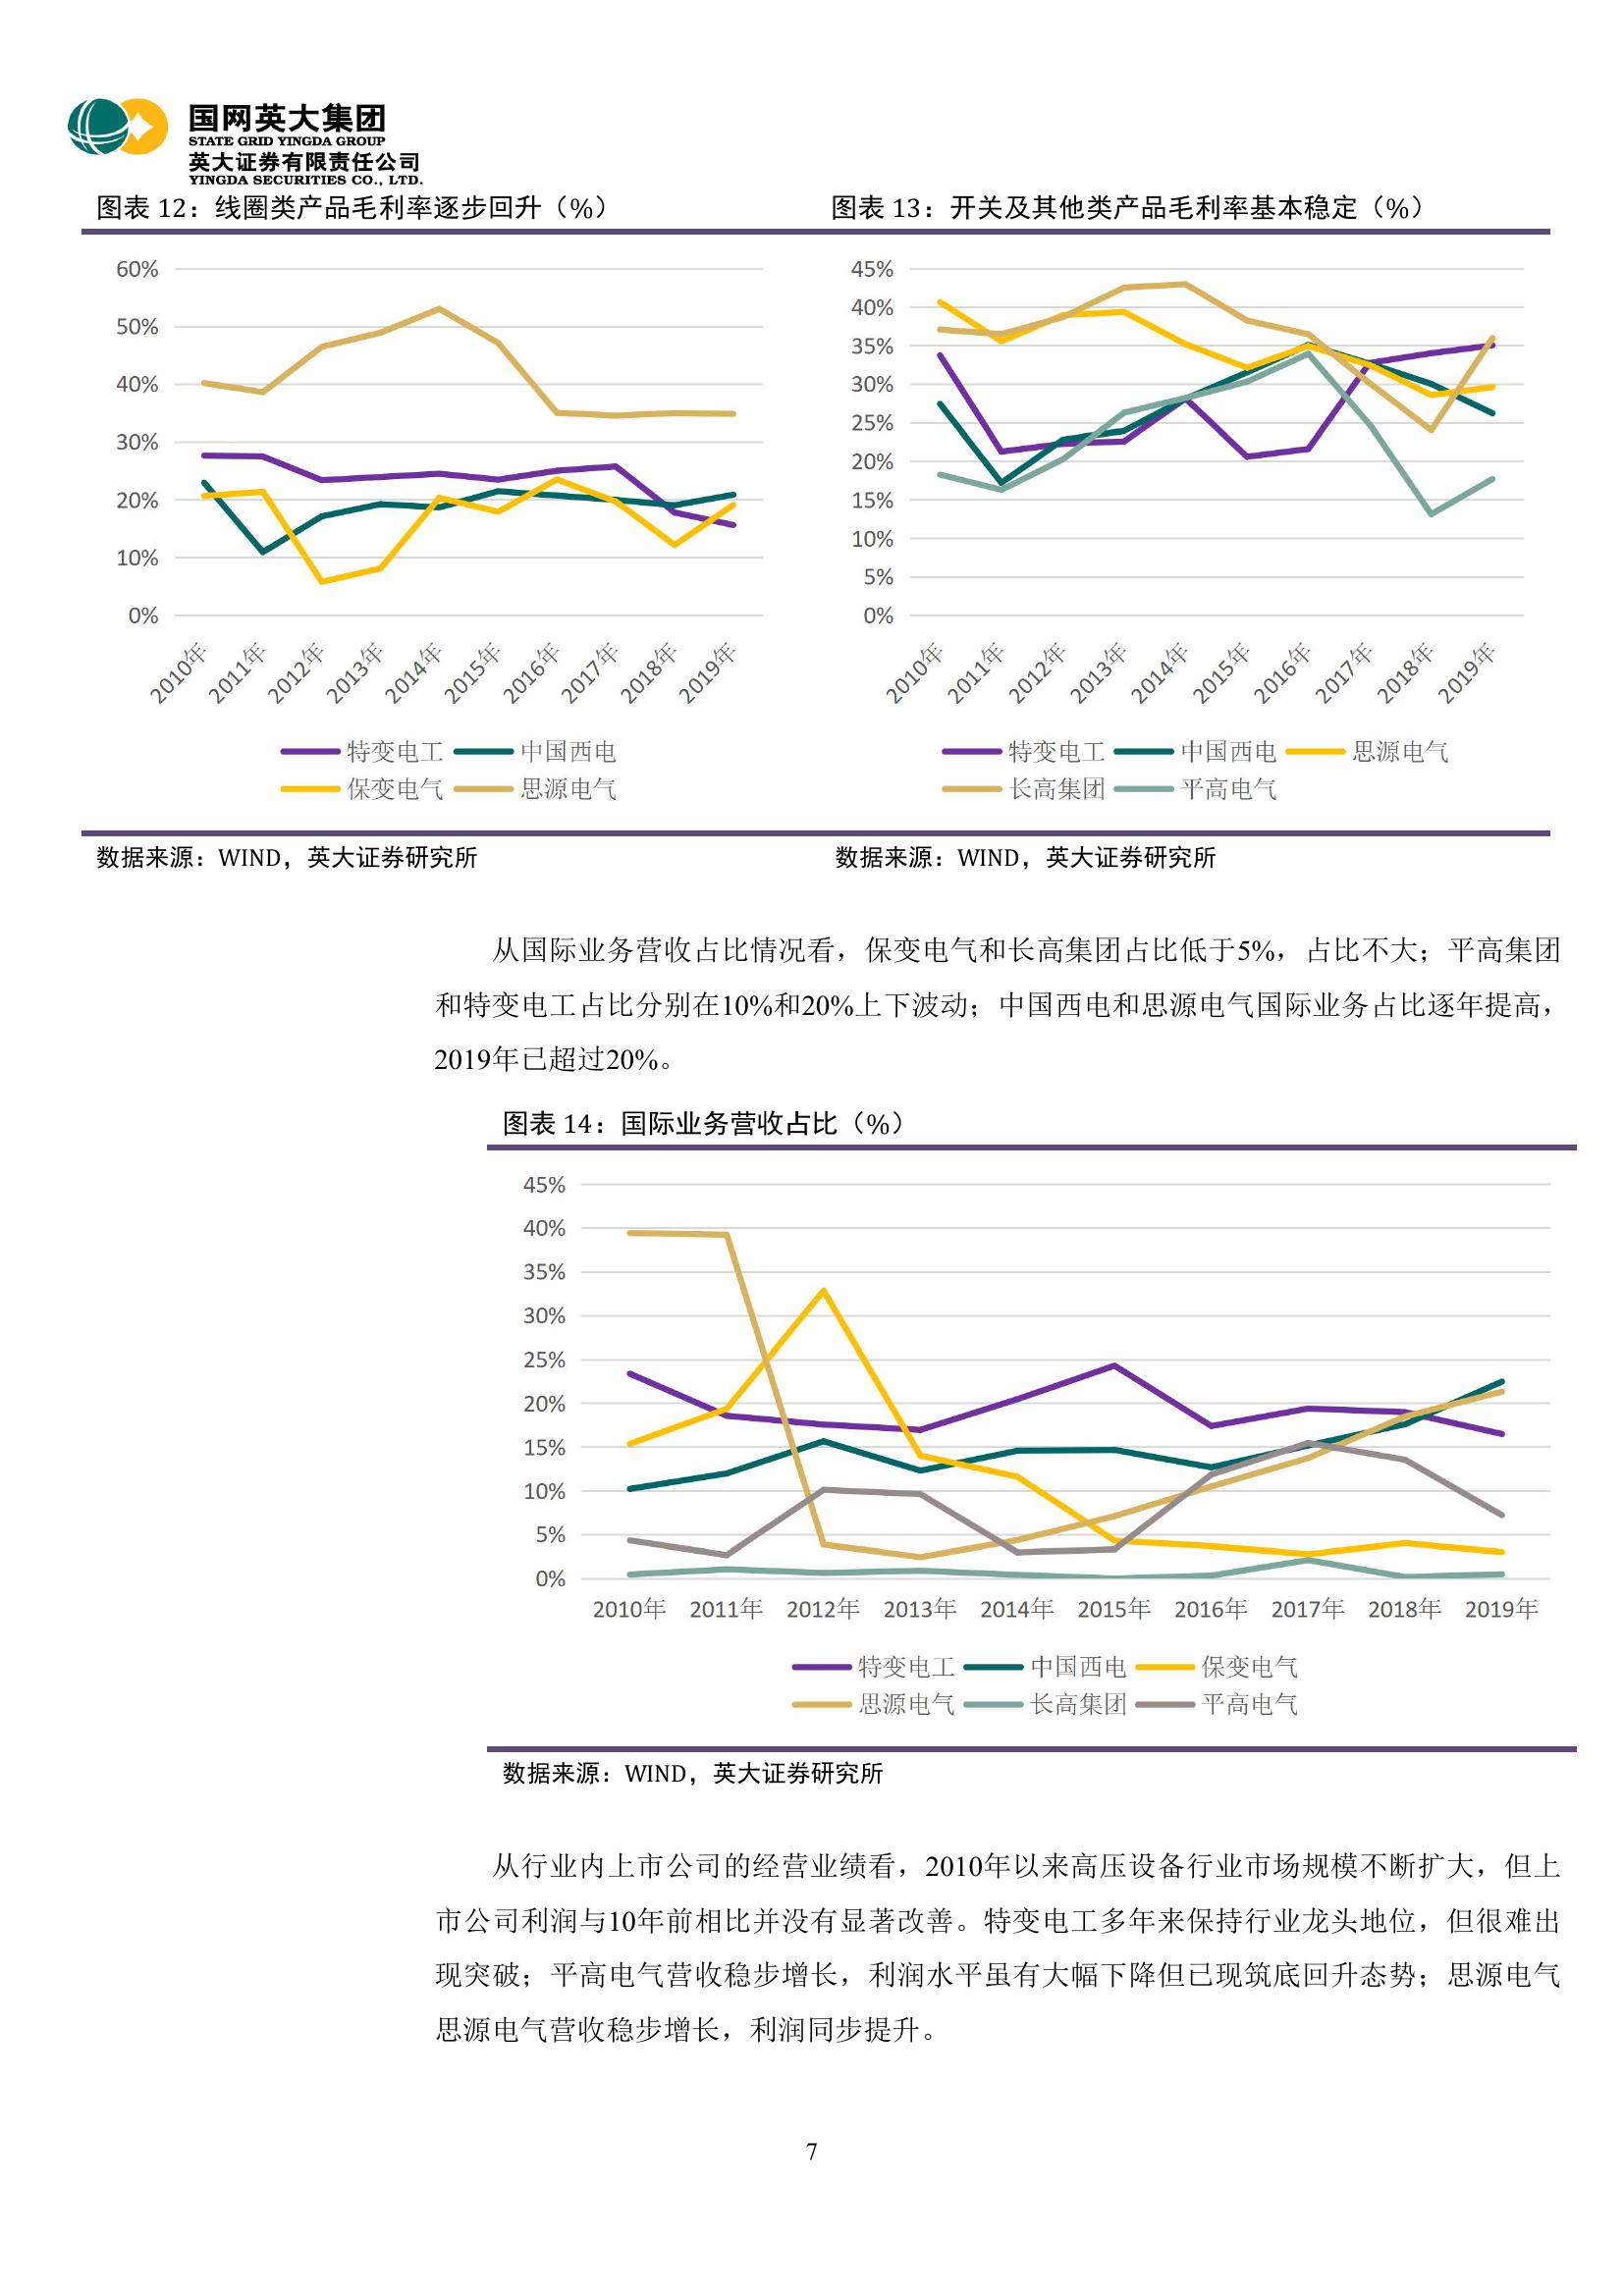 国网英大集团
STATE GRID YINGDA GROUP
英大证券有限责任公司
YINGDA SECURITIES CO., LTD.
图表 12：线圈类产品毛利率逐步回升（%）
60%
50%
40%
30%
20%
10%
0%
2010年 2011年 2012年 2013年 2014年 2015年 2016年 2017年 2018年 2019年
特变电工 中国西电
保变电气 思源电气
数据来源：WIND，英大证券研究所
图表 13：开关及其他类产品毛利率基本稳定（%）
45%
40%
35%
30%
25%
20%
15%
10%
5%
0%
2010年 2011年 2012年 2013年 2014年 2015年 2016年 2017年 2018年 2019年
特变电工 中国西电 思源电气
长高集团 平高电气
数据来源：WIND，英大证券研究所
从国际业务营收占比情况看，保变电气和长高集团占比低于5%，占比不大；平高集团
和特变电工占比分别在10%和20%上下波动；中国西电和思源电气国际业务占比逐年提高，
2019年已超过20%。
图表 14：国际业务营收占比（%）
45%
40%
35%
30%
25%
20%
15%
10%
5%
0%
2010年 2011年 2012年 2013年 2014年 2015年 2016年 2017年 2018年 2019年
特变电工 中国西电 保变电气
思源电气 长高集团 平高电气
数据来源：WIND，英大证券研究所
从行业内上市公司的经营业绩看，2010年以来高压设备行业市场规模不断扩大，但上
市公司利润与10年前相比并没有显著改善。特变电工多年来保持行业龙头地位，但很难出
现突破；平高电气营收稳步增长，利润水平虽有大幅下降但已现筑底回升态势；思源电气
思源电气营收稳步增长，利润同步提升。
7